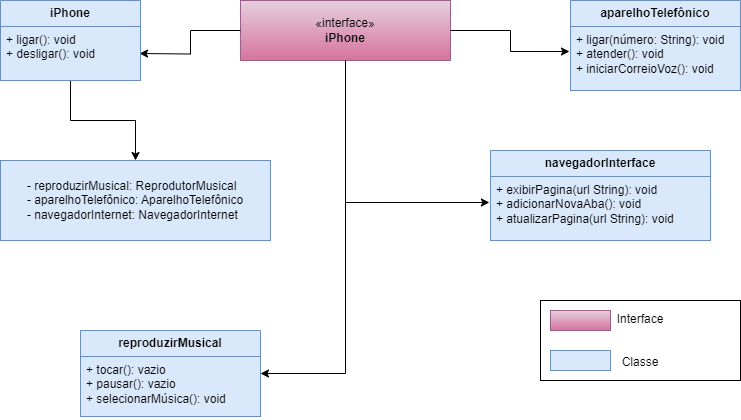 iPhone
+ ligar(): void
+ desligar(): void
«interface»
iPhone
aparelhoTelefônico
+ ligar(número: String): void
+ atender(): void
+ iniciarCorreioVoz(): void
- reproduzirMusical: ReprodutorMusical
- aparelhoTelefônico: AparelhoTelefônico
- navegadorInternet: NavegadorInternet
navegadorInterface
+ exibirPagina(url String): void
+ adicionarNovaAba(): void
+ atualizarPagina(url String): void
reproduzirMusical
+ tocar(): vazio
+ pausar(): vazio
+ selecionarMúsica(): void
Interface
Classe